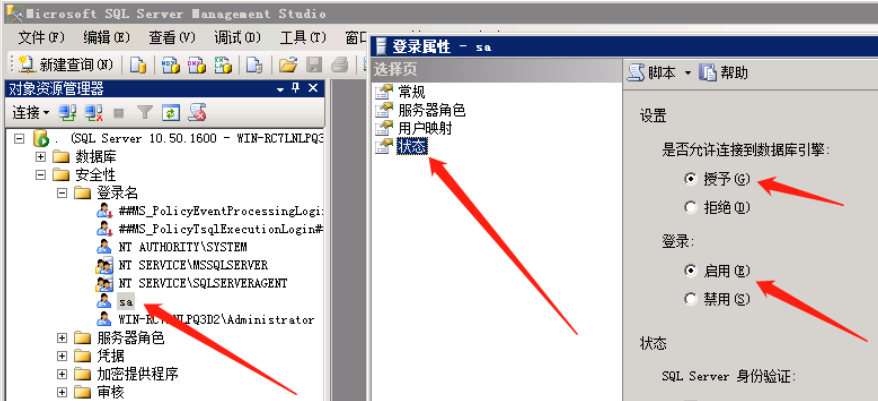 Microsoft SQL Server Management Studio
文件(F) 编辑(E) 查看(V) 调试(D) 工具(T) 窗口
新建查询(N)
对象资源管理器
连接
. (SQL Server 10.50.1600 - WIN-RC7LNLPQ3
数据库
安全性
登录名
##MS_PolicyEventProcessingLogi
##MS_PolicyTsqlExecutionLogin#
NT AUTHORITY\SYSTEM
NT SERVICE\MSSQLSERVER
NT SERVICE\SQLSERVERAGENT
sa
WIN-RC7LNLPQ3D2\Administrator
服务器角色
凭据
加密提供程序
审核
登录属性 - sa
选择页
常规
服务器角色
用户映射
状态
脚本 帮助
设置
是否允许连接到数据库引擎:
授予(G)
拒绝(D)
登录:
启用(E)
禁用(S)
状态
SQL Server 身份验证: